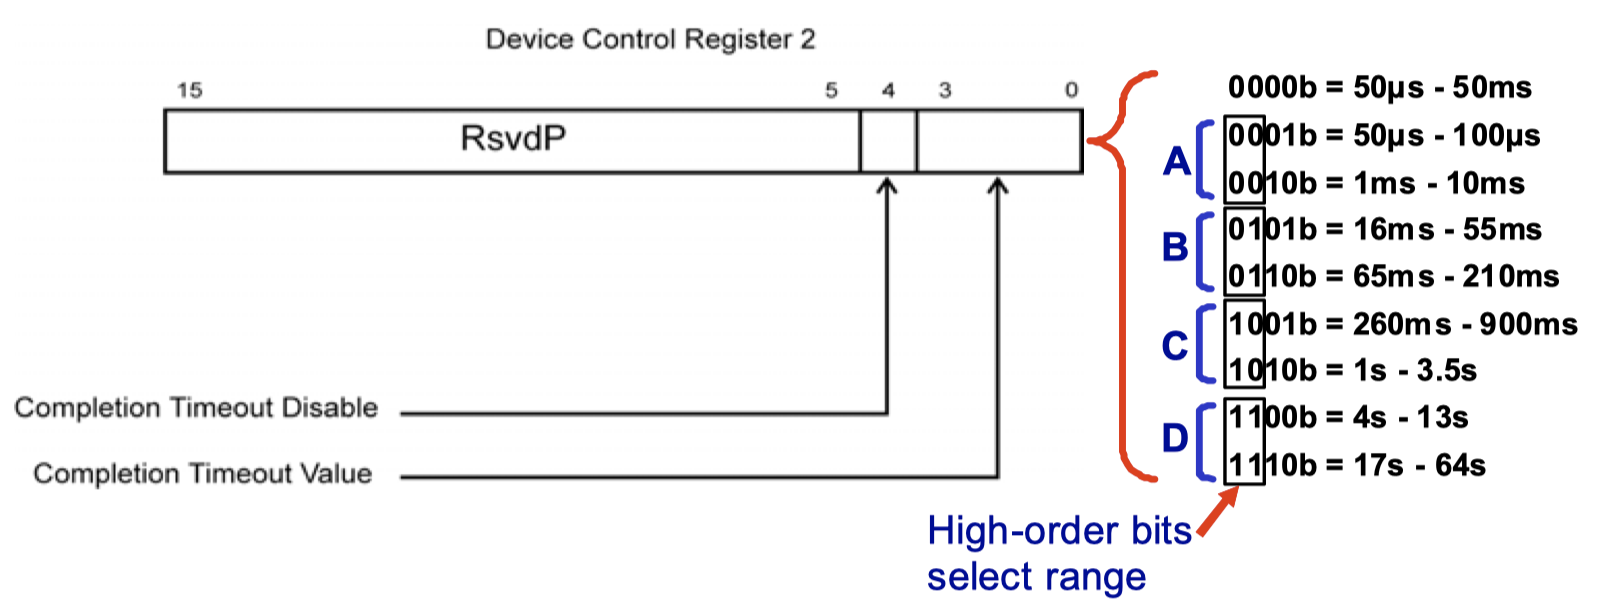 Device Control Register 2
15 5 4 3 0
RsvdP
Completion Timeout Disable
Completion Timeout Value
0000b = 50µs - 50ms
A
0001b = 50µs - 100µs
0010b = 1ms - 10ms
B
0101b = 16ms - 55ms
0110b = 65ms - 210ms
C
1001b = 260ms - 900ms
1010b = 1s - 3.5s
D
1100b = 4s - 13s
1110b = 17s - 64s
High-order bits
select range